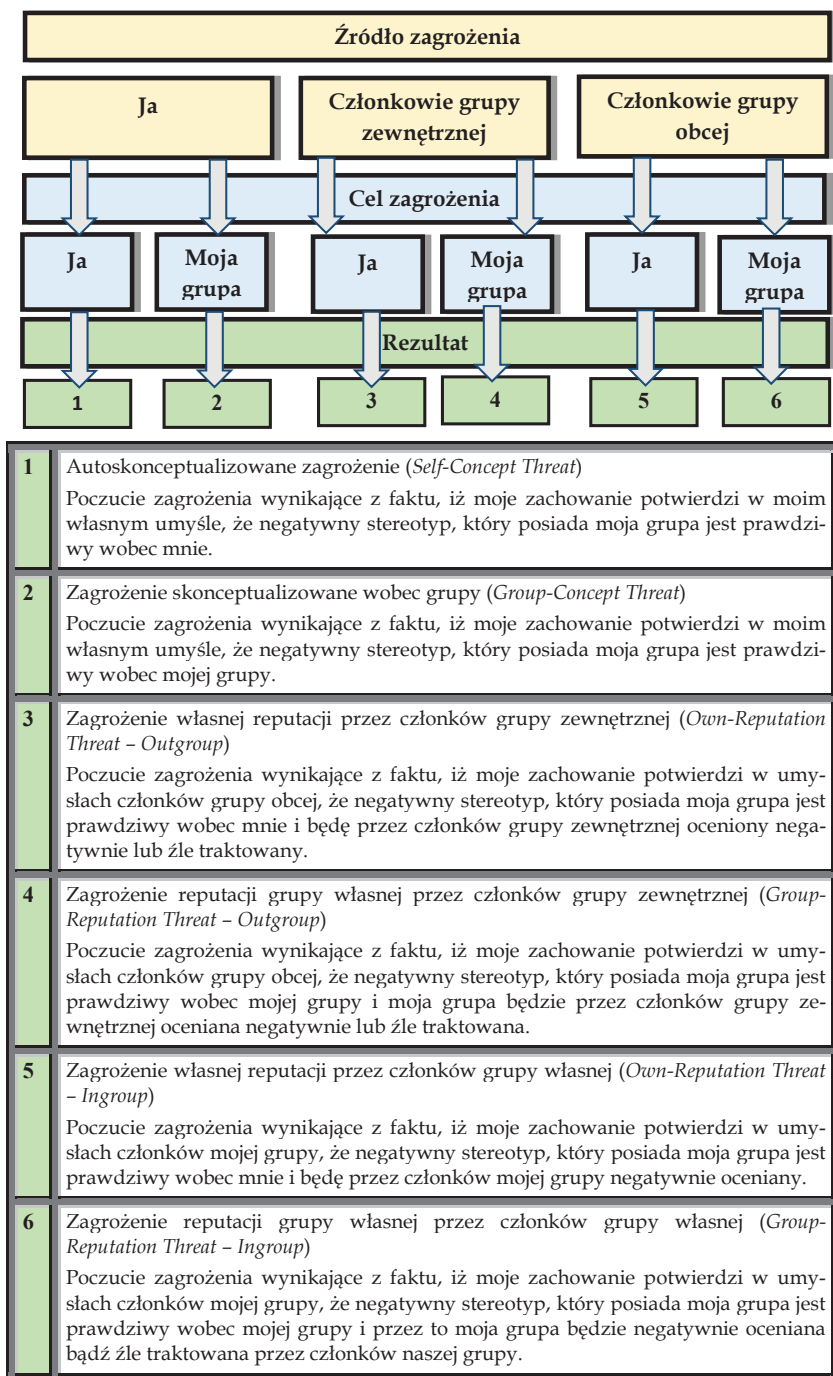 Źródło zagrożenia
Ja
Członkowie grupy
zewnętrznej
Członkowie grupy
obcej
Cel zagrożenia
Ja
Moja
grupa
Ja
Moja
grupa
Ja
Moja
grupa
Rezultat
1
2
3
4
5
6
1
Autoskonceptualizowane zagrożenie (Self-Concept Threat)
Poczucie zagrożenia wynikające z faktu, iż moje zachowanie potwierdzi w moim
własnym umyśle, że negatywny stereotyp, który posiada moja grupa jest prawdzi-
wy wobec mnie.
2
Zagrożenie skonceptualizowane wobec grupy (Group-Concept Threat)
Poczucie zagrożenia wynikające z faktu, iż moje zachowanie potwierdzi w moim
własnym umyśle, że negatywny stereotyp, który posiada moja grupa jest prawdzi-
wy wobec mojej grupy.
3
Zagrożenie własnej reputacji przez członków grupy zewnętrznej (Own-Reputation
Threat – Outgroup)
Poczucie zagrożenia wynikające z faktu, iż moje zachowanie potwierdzi w umy-
słach członków grupy obcej, że negatywny stereotyp, który posiada moja grupa jest
prawdziwy wobec mnie i będę przez członków grupy zewnętrznej oceniony nega-
tywnie lub źle traktowany.
4
Zagrożenie reputacji grupy własnej przez członków grupy zewnętrznej (Group-
Reputation Threat – Outgroup)
Poczucie zagrożenia wynikające z faktu, iż moje zachowanie potwierdzi w umy-
słach członków grupy obcej, że negatywny stereotyp, który posiada moja grupa jest
prawdziwy wobec mojej grupy i moja grupa będzie przez członków grupy ze-
wnętrznej oceniana negatywnie lub źle traktowana.
5
Zagrożenie własnej reputacji przez członków grupy własnej (Own-Reputation Threat
– Ingroup)
Poczucie zagrożenia wynikające z faktu, iż moje zachowanie potwierdzi w umy-
słach członków mojej grupy, że negatywny stereotyp, który posiada moja grupa jest
prawdziwy wobec mnie i będę przez członków mojej grupy negatywnie oceniany.
6
Zagrożenie reputacji grupy własnej przez członków grupy własnej (Group-
Reputation Threat – Ingroup)
Poczucie zagrożenia wynikające z faktu, iż moje zachowanie potwierdzi w umy-
słach członków mojej grupy, że negatywny stereotyp, który posiada moja grupa jest
prawdziwy wobec mojej grupy i przez to moja grupa będzie negatywnie oceniana
bądź źle traktowana przez członków naszej grupy.